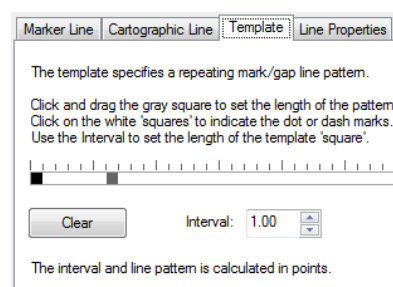 Marker Line Cartographic Line Template Line Properties
The template specifies a repeating mark/gap line pattern.
Click and drag the gray square to set the length of the pattern
Click on the white 'squares' to indicate the dot or dash marks.
Use the Interval to set the length of the template 'square'.
Clear Interval: 1.00
The interval and line pattern is calculated in points.